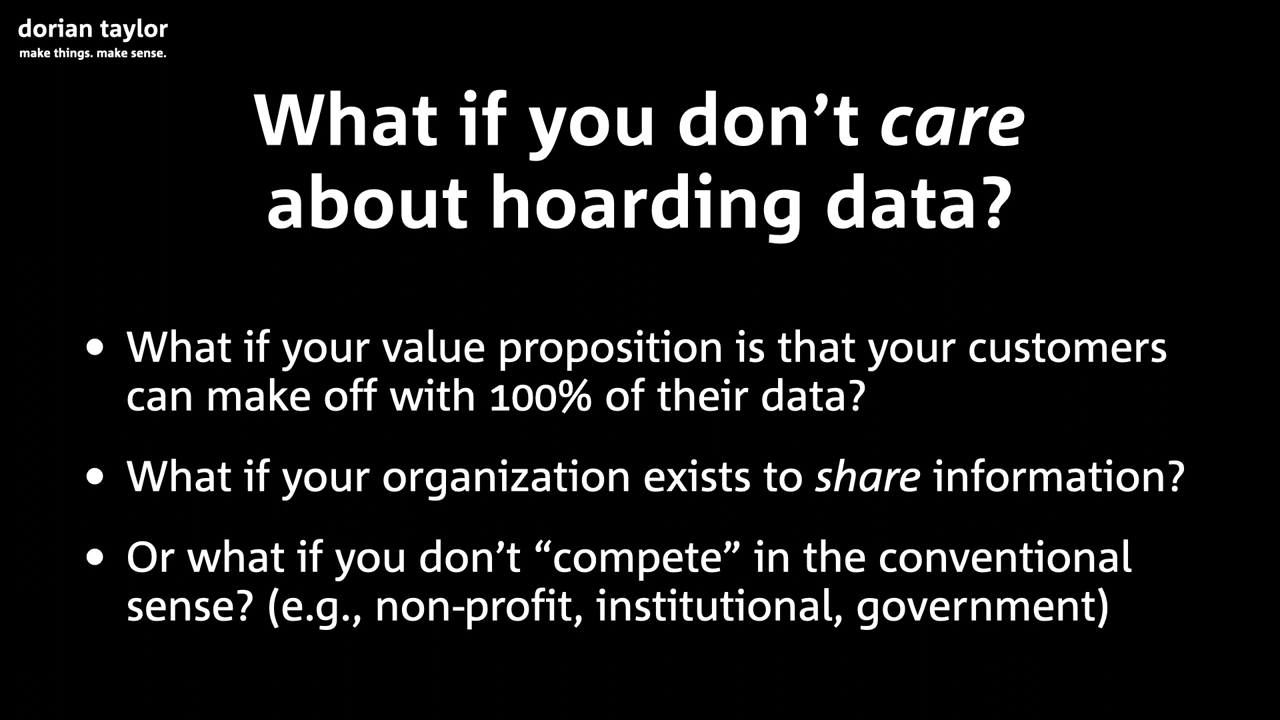 dorian taylor
make things. make sense.
What if you don’t care
about hoarding data?
• What if your value proposition is that your customers
can make off with 100% of their data?
• What if your organization exists to share information?
• Or what if you don’t “compete” in the conventional
sense? (e.g., non-profit, institutional, government)